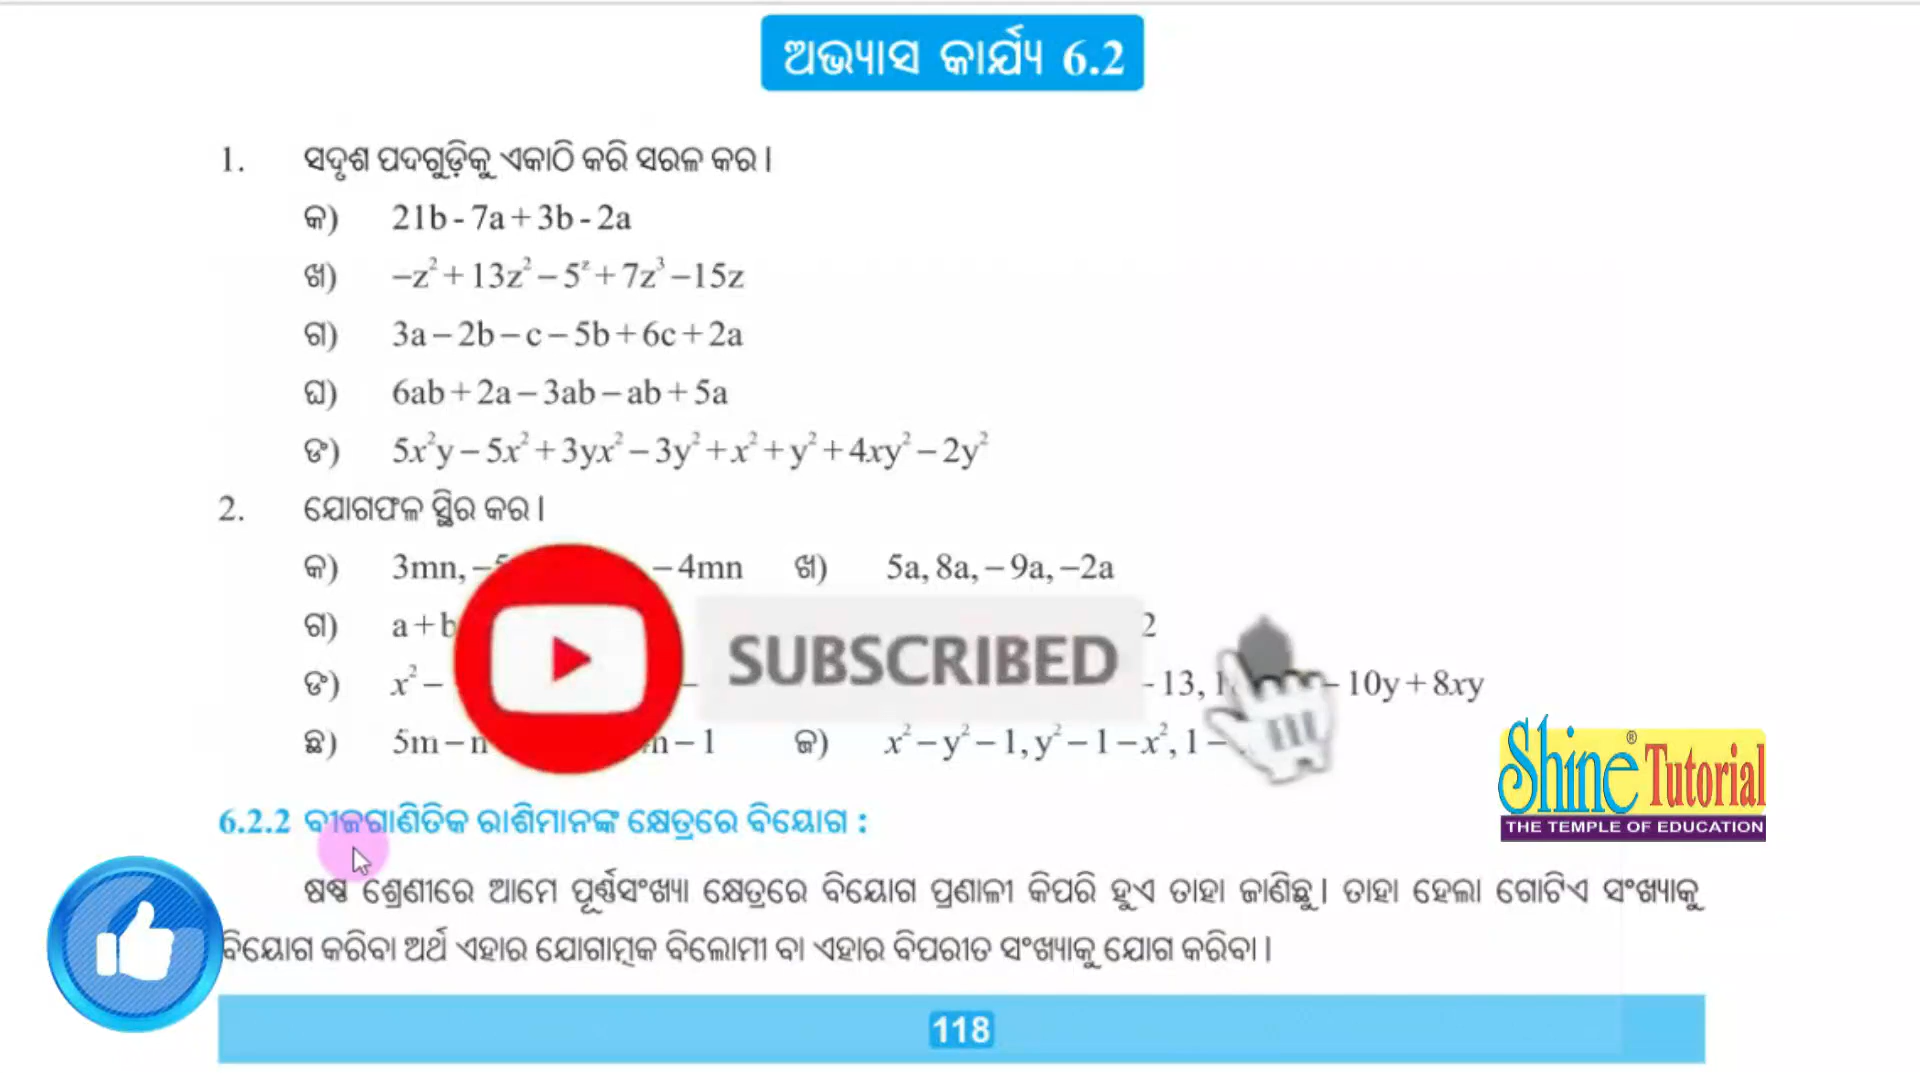 ଅଭ୍ୟାସ କାର୍ଯ୍ୟ 6.2
1. ସଦୃଶ ପଦଗୁଡ଼ିକୁ ଏକାଠି କରି ସରଳ କର ।
କ) 21b - 7a + 3b - 2a
ଖ) −z² + 13z² − 5ᶻ + 7z³ −15z
ଗ) 3a − 2b − c − 5b + 6c + 2a
ଘ) 6ab + 2a − 3ab − ab + 5a
ଙ) 5x²y − 5x² + 3yx² − 3y² + x² + y² + 4xy² − 2y²
2. ଯୋଗଫଳ ସ୍ଥିର କର ।
କ) 3mn, − − 4mn ଖ) 5a, 8a, − 9a, −2a
ଗ) a + b 2
ଙ) x² − - 13, − 10y + 8xy
ଛ) 5m − n − 1 ଜ) x² − y² − 1, y² − 1 − x², 1 −
SUBSCRIBED
Shine® Tutorial
THE TEMPLE OF EDUCATION
6.2.2 ବୀଜଗାଣିତିକ ରାଶିମାନଙ୍କ କ୍ଷେତ୍ରରେ ବିୟୋଗ :
ଷଷ୍ଠ ଶ୍ରେଣୀରେ ଆମେ ପୂର୍ଣ୍ଣସଂଖ୍ୟା କ୍ଷେତ୍ରରେ ବିୟୋଗ ପ୍ରଣାଳୀ କିପରି ହୁଏ ତାହା ଜାଣିଛୁ । ତାହା ହେଲା ଗୋଟିଏ ସଂଖ୍ୟାକୁ
ବିୟୋଗ କରିବା ଅର୍ଥ ଏହାର ଯୋଗାତ୍ମକ ବିଲୋମୀ ବା ଏହାର ବିପରୀତ ସଂଖ୍ୟାକୁ ଯୋଗ କରିବା ।
118